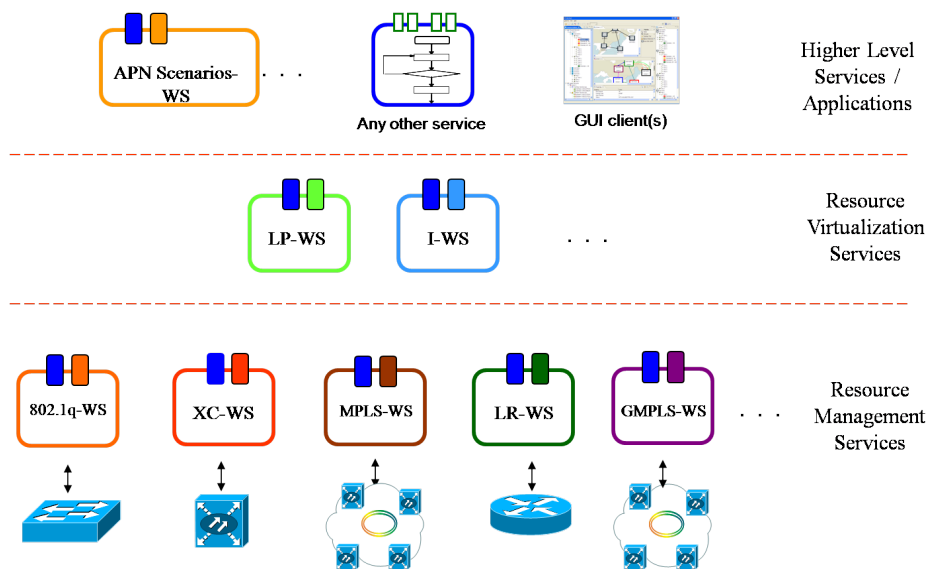 APN Scenarios-
WS
. . .
Any other service
GUI client(s)
Higher Level
Services /
Applications
LP-WS
I-WS
. . .
Resource
Virtualization
Services
802.1q-WS
XC-WS
MPLS-WS
LR-WS
GMPLS-WS
. . .
Resource
Management
Services